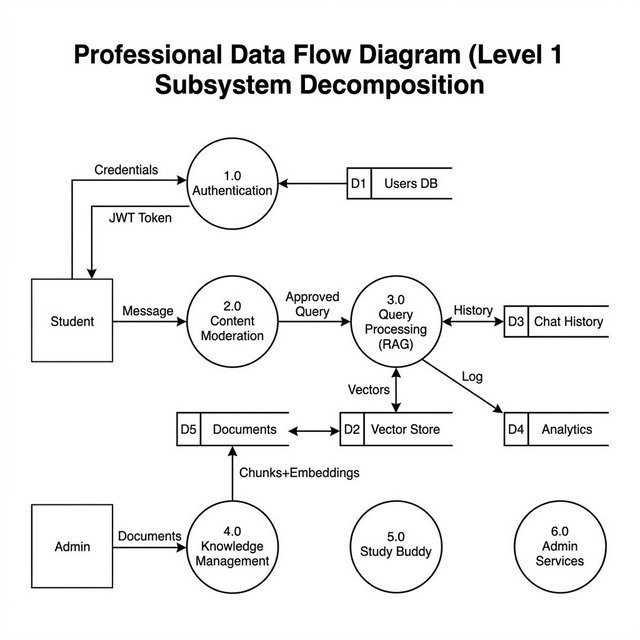 Professional Data Flow Diagram (Level 1
Subsystem Decomposition
Credentials
1.0
Authentication
D1 Users DB
JWT Token
Student
Message
2.0
Content
Moderation
Approved
Query
3.0
Query
Processing
(RAG)
History
D3 Chat History
Vectors
Log
D5 Documents
D2 Vector Store
D4 Analytics
Chunks+Embeddings
Admin
Documents
4.0
Knowledge
Management
5.0
Study Buddy
6.0
Admin
Services